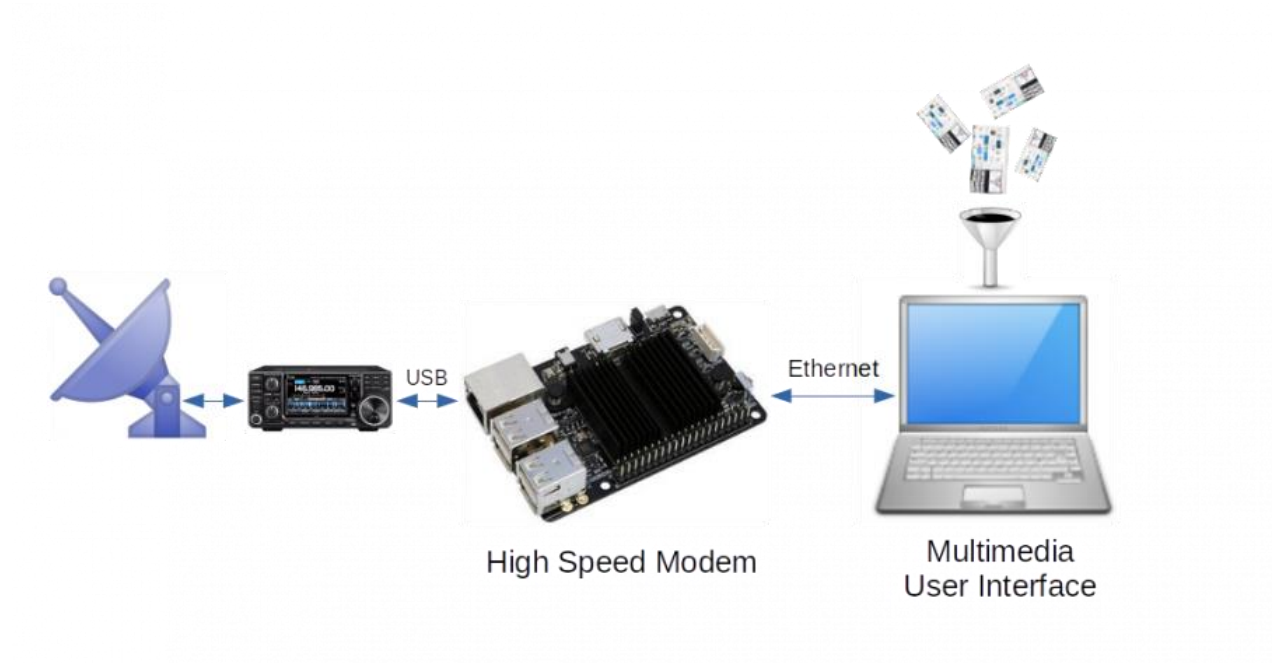 USB
Ethernet
High Speed Modem
Multimedia
User Interface